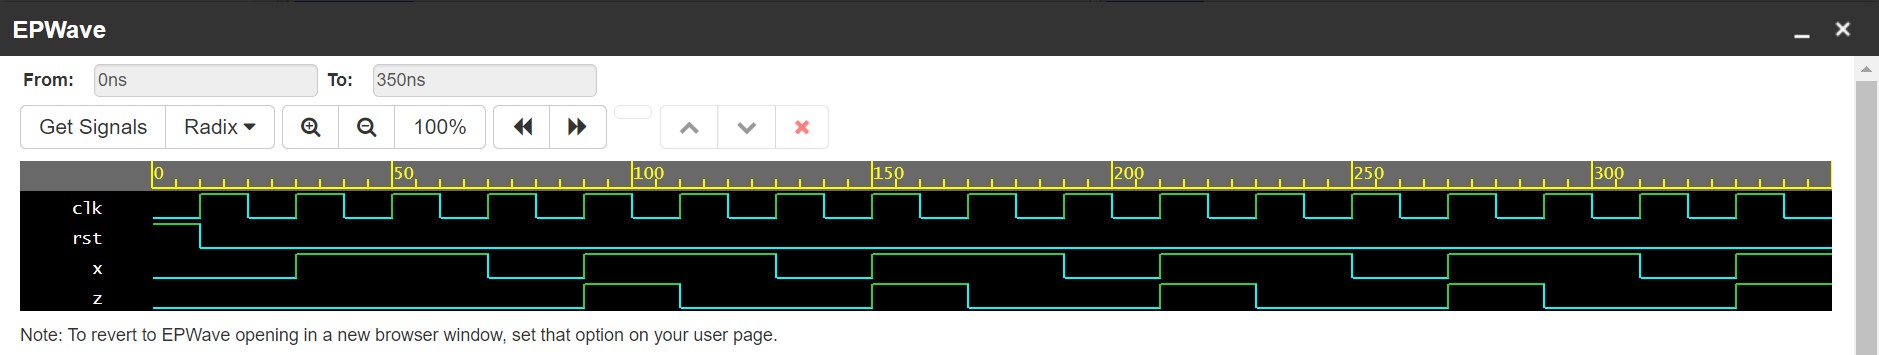 EPWave
From: 0ns To: 350ns
Get Signals Radix 100%
0 50 100 150 200 250 300
clk
rst
x
z
Note: To revert to EPWave opening in a new browser window, set that option on your user page.